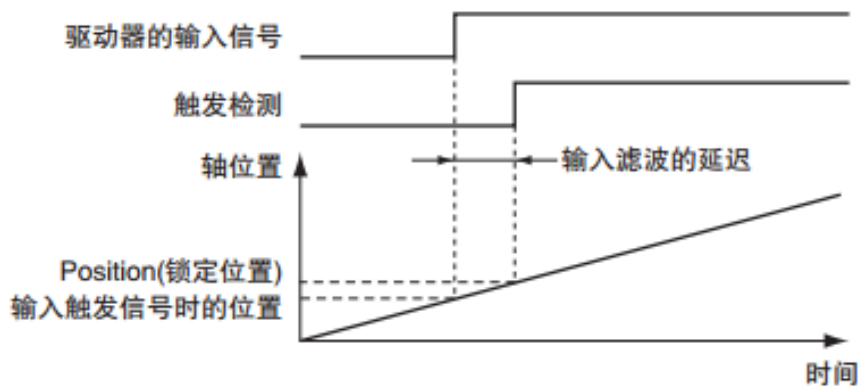 驱动器的输入信号
触发检测
轴位置
输入滤波的延迟
Position(锁定位置)
输入触发信号时的位置
时间